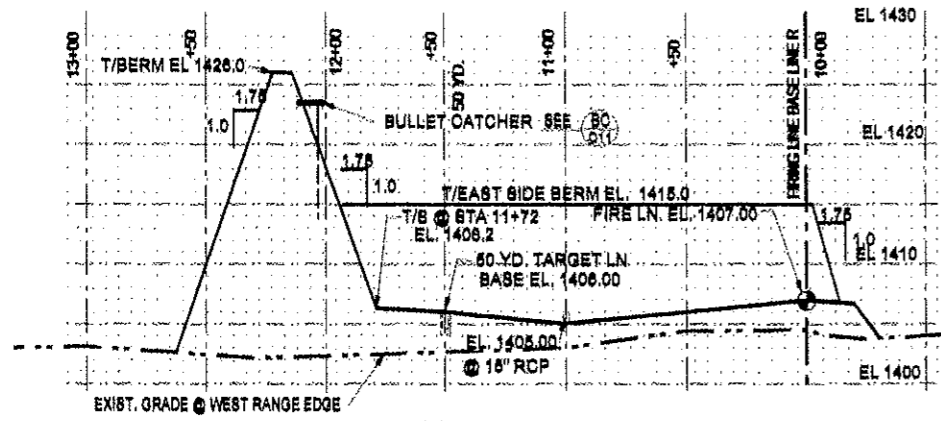 EL 1430
13+00
+50
12+00
+50
50 YD.
11+00
+50
FIRING LINE BASE LINE R
10+00
T/BERM EL 1426.0
1.75
1.0
BULLET CATCHER SEE
BC
011
EL 1420
1.75
1.0
T/EAST SIDE BERM EL. 1415.0
T/B @ STA 11+72
EL. 1406.2
FIRE LN. EL. 1407.00
1.75
1.0
EL 1410
50 YD. TARGET LN
BASE EL. 1406.00
EL. 1405.00
@ 15" RCP
EL 1400
EXIST. GRADE @ WEST RANGE EDGE